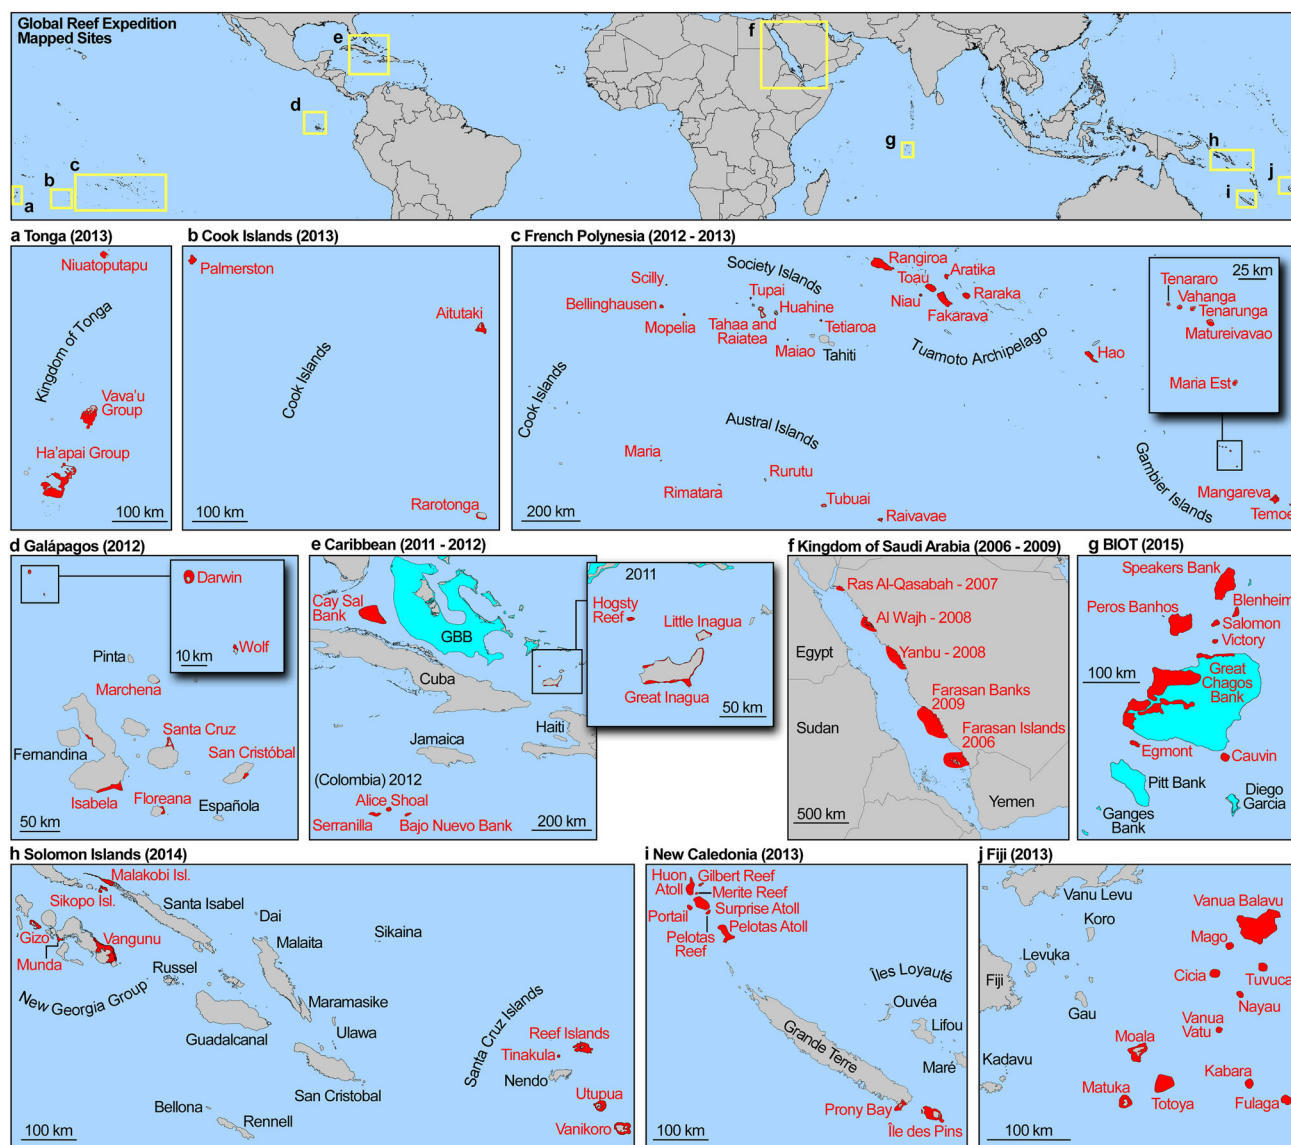 Global Reef Expedition
Mapped Sites
a
b
c
d
e
f
g
h
i
j
a Tonga (2013)
Niuatoputapu
Kingdom of Tonga
Vava'u
Group
Ha'apai Group
100 km
b Cook Islands (2013)
Palmerston
Aitutaki
Cook Islands
Rarotonga
100 km
c French Polynesia (2012 - 2013)
Society Islands
Scilly
Bellinghausen
Mopelia
Tupai
Huahine
Tahaa and
Raiatea
Tetiaroa
Maiao
Tahiti
Rangiroa
Toau
Aratika
Niau
Raraka
Fakarava
Tuamoto Archipelago
Hao
25 km
Tenararo
Vahanga
Tenarunga
Matureivavao
Maria Est
Cook Islands
Austral Islands
Maria
Rimatara
Rurutu
Tubuai
Raivavae
Gambier Islands
Mangareva
Temoe
200 km
d Galápagos (2012)
Darwin
Wolf
10 km
Pinta
Marchena
Santa Cruz
San Cristóbal
Fernandina
Isabela
Floreana
Española
50 km
e Caribbean (2011 - 2012)
Cay Sal
Bank
GBB
Cuba
Haiti
Jamaica
2011
Hogsty
Reef
Little Inagua
Great Inagua
50 km
(Colombia) 2012
Alice Shoal
Serranilla
Bajo Nuevo Bank
200 km
f Kingdom of Saudi Arabia (2006 - 2009)
Ras Al-Qasabah - 2007
Al Wajh - 2008
Yanbu - 2008
Egypt
Farasan Banks
2009
Sudan
Farasan Islands
2006
Yemen
500 km
g BIOT (2015)
Speakers Bank
Blenheim
Peros Banhos
Salomon
Victory
100 km
Great
Chagos
Bank
Egmont
Cauvin
Pitt Bank
Diego
Garcia
Ganges
Bank
h Solomon Islands (2014)
Malakobi Isl.
Sikopo Isl.
Santa Isabel
Dai
Sikaina
Gizo
Vangunu
Malaita
Munda
Russel
New Georgia Group
Maramasike
Guadalcanal
Ulawa
Santa Cruz Islands
Reef Islands
Tinakula
Nendo
San Cristobal
Utupua
Bellona
Rennell
Vanikoro
100 km
i New Caledonia (2013)
Huon
Atoll
Gilbert Reef
Merite Reef
Surprise Atoll
Portail
Pelotas
Reef
Pelotas Atoll
Îles Loyauté
Ouvéa
Lifou
Grande Terre
Maré
Prony Bay
Île des Pins
100 km
j Fiji (2013)
Vanu Levu
Vanua Balavu
Koro
Mago
Levuka
Cicia
Tuvuca
Fiji
Nayau
Gau
Vanua
Vatu
Moala
Kadavu
Kabara
Matuka
Totoya
Fulaga
100 km